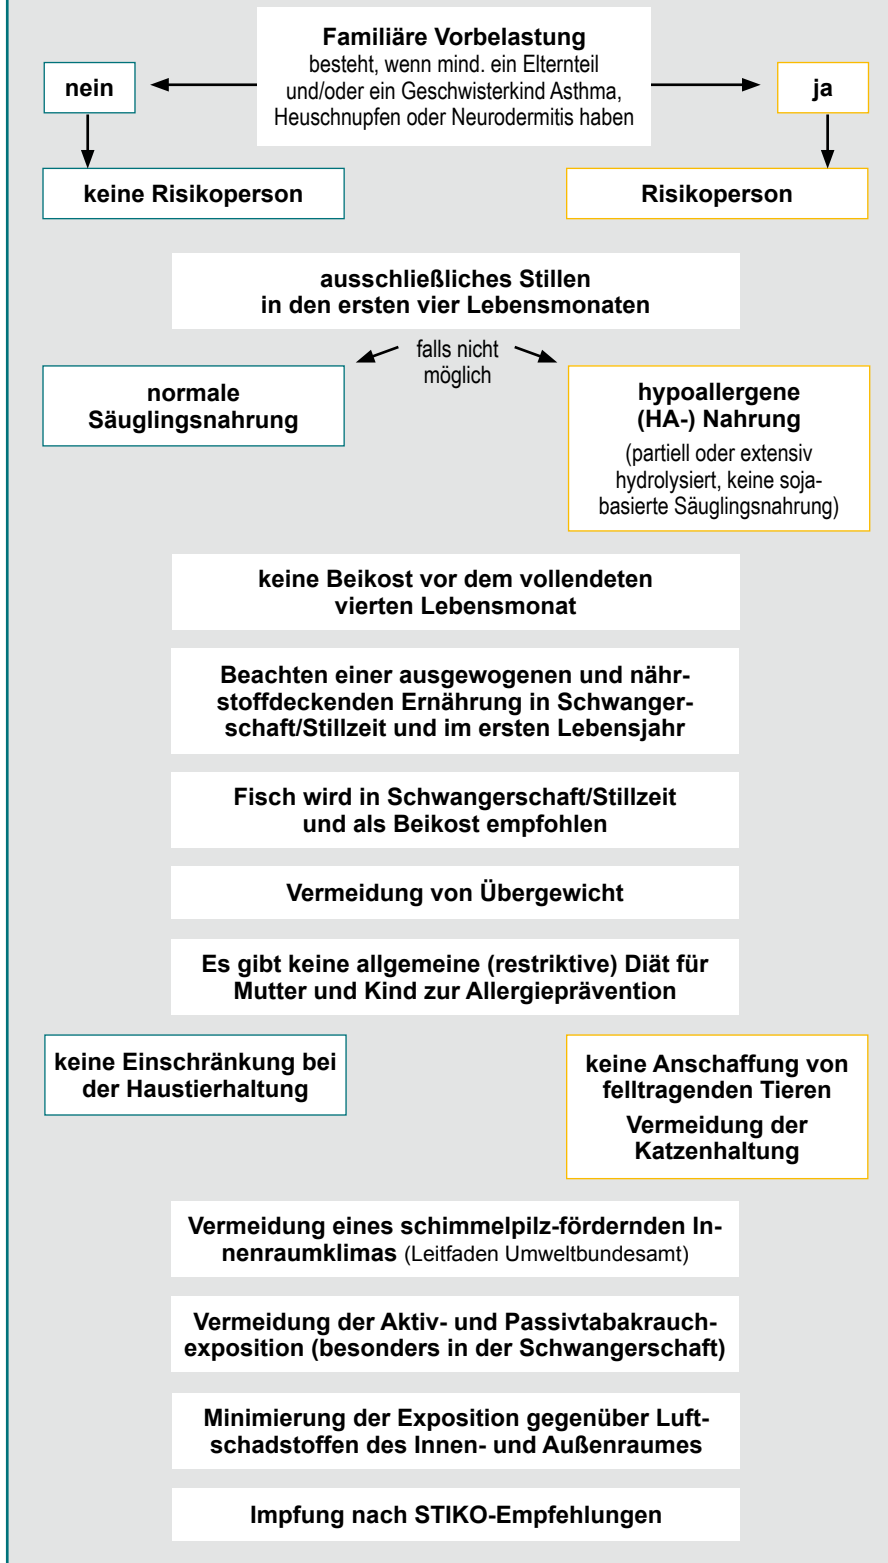 Familiäre Vorbelastung
besteht, wenn mind. ein Elternteil
und/oder ein Geschwisterkind Asthma,
Heuschnupfen oder Neurodermitis haben
nein
ja
keine Risikoperson
Risikoperson
ausschließliches Stillen
in den ersten vier Lebensmonaten
falls nicht
möglich
normale
Säuglingsnahrung
hypoallergene
(HA-) Nahrung
(partiell oder extensiv
hydrolysiert, keine soja-
basierte Säuglingsnahrung)
keine Beikost vor dem vollendeten
vierten Lebensmonat
Beachten einer ausgewogenen und nähr-
stoffdeckenden Ernährung in Schwanger-
schaft/Stillzeit und im ersten Lebensjahr
Fisch wird in Schwangerschaft/Stillzeit
und als Beikost empfohlen
Vermeidung von Übergewicht
Es gibt keine allgemeine (restriktive) Diät für
Mutter und Kind zur Allergieprävention
keine Einschränkung bei
der Haustierhaltung
keine Anschaffung von
felltragenden Tieren
Vermeidung der
Katzenhaltung
Vermeidung eines schimmelpilz-fördernden In-
nenraumklimas (Leitfaden Umweltbundesamt)
Vermeidung der Aktiv- und Passivtabakrauch-
exposition (besonders in der Schwangerschaft)
Minimierung der Exposition gegenüber Luft-
schadstoffen des Innen- und Außenraumes
Impfung nach STIKO-Empfehlungen